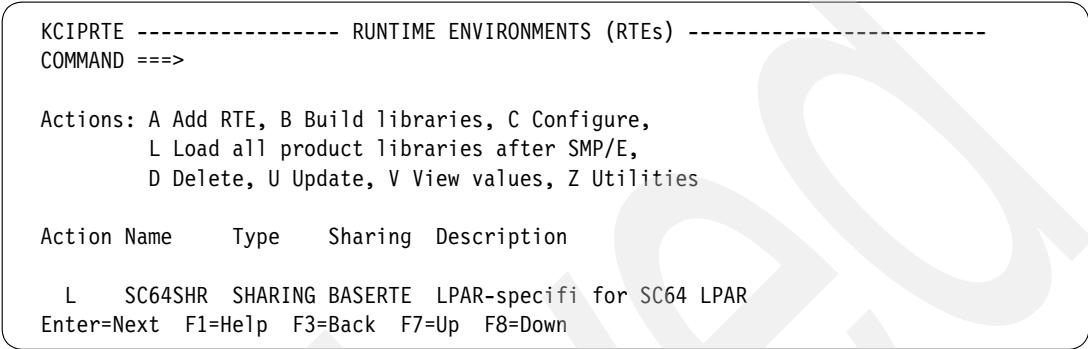 KCIPRTE ----------------- RUNTIME ENVIRONMENTS (RTEs) -------------------------
COMMAND ===>
Actions: A Add RTE, B Build libraries, C Configure,
L Load all product libraries after SMP/E,
D Delete, U Update, V View values, Z Utilities
Action Name Type Sharing Description
L SC64SHR SHARING BASERTE LPAR-specifi for SC64 LPAR
Enter=Next F1=Help F3=Back F7=Up F8=Down